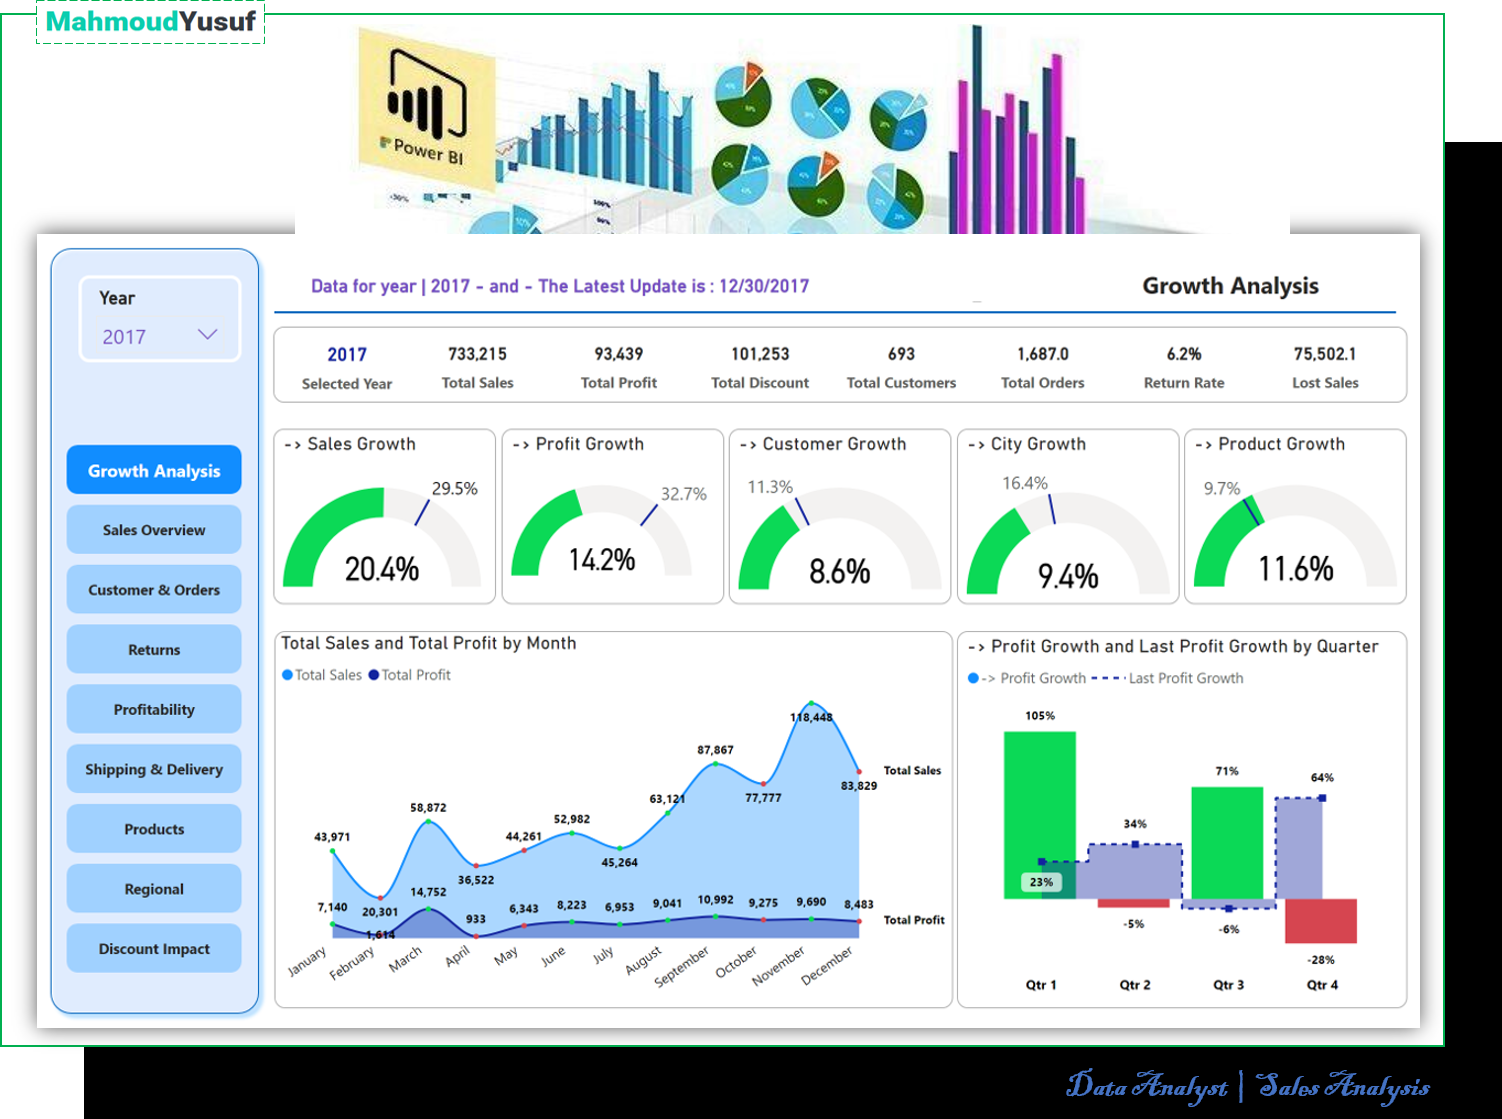 MahmoudYusuf
Power BI
100%
Data for year | 2017 - and - The Latest Update is : 12/30/2017
Growth Analysis
Year
2017
2017 733,215 93,439 101,253 693 1,687.0 6.2% 75,502.1
Selected Year Total Sales Total Profit Total Discount Total Customers Total Orders Return Rate Lost Sales
Growth Analysis
Sales Overview
Customer & Orders
Returns
Profitability
Shipping & Delivery
Products
Regional
Discount Impact
-> Sales Growth
29.5%
20.4%
-> Profit Growth
32.7%
14.2%
-> Customer Growth
11.3%
8.6%
-> City Growth
16.4%
9.4%
-> Product Growth
9.7%
11.6%
Total Sales and Total Profit by Month
Total Sales Total Profit
118,448
87,867
Total Sales
83,829
77,777
63,121
58,872
52,982
43,971
44,261
45,264
36,522
14,752
7,140 20,301 933 6,343 8,223 6,953 9,041 10,992 9,275 9,690 8,483
1,614
Total Profit
January February March April May June July August September October November December
-> Profit Growth and Last Profit Growth by Quarter
-> Profit Growth Last Profit Growth
105%
71%
64%
34%
23%
-5%
-6%
-28%
Qtr 1 Qtr 2 Qtr 3 Qtr 4
Data Analyst | Sales Analysis